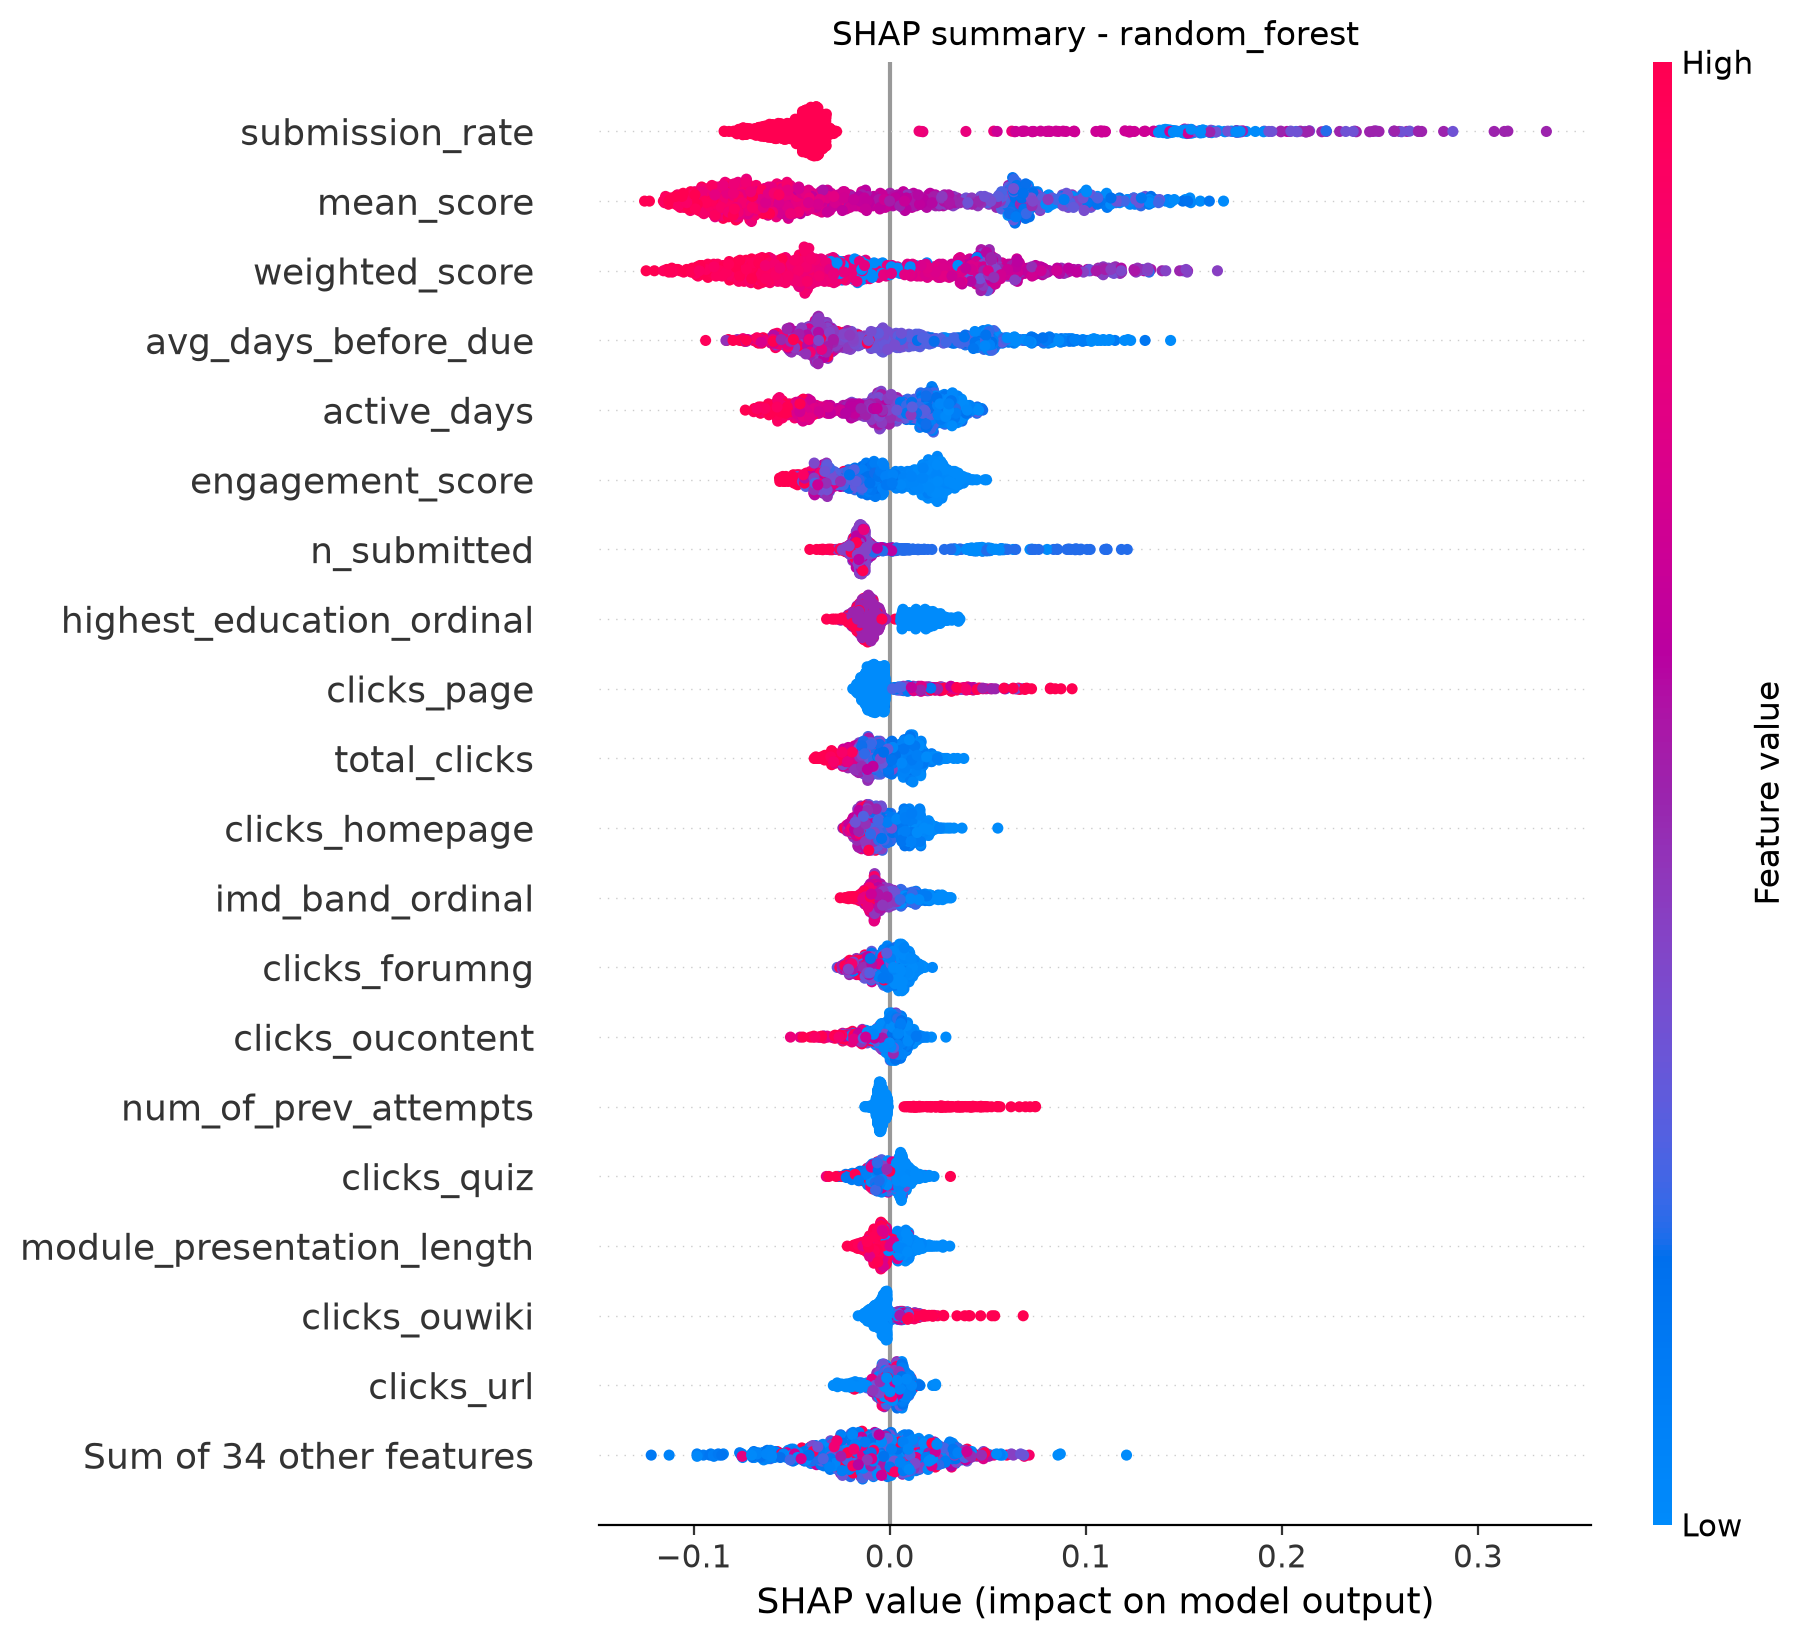 SHAP summary - random_forest
High
submission_rate
mean_score
weighted_score
avg_days_before_due
active_days
engagement_score
n_submitted
highest_education_ordinal
clicks_page
total_clicks
clicks_homepage
imd_band_ordinal
clicks_forumng
clicks_oucontent
num_of_prev_attempts
clicks_quiz
module_presentation_length
clicks_ouwiki
clicks_url
Sum of 34 other features
Feature value
Low
−0.1 0.0 0.1 0.2 0.3
SHAP value (impact on model output)